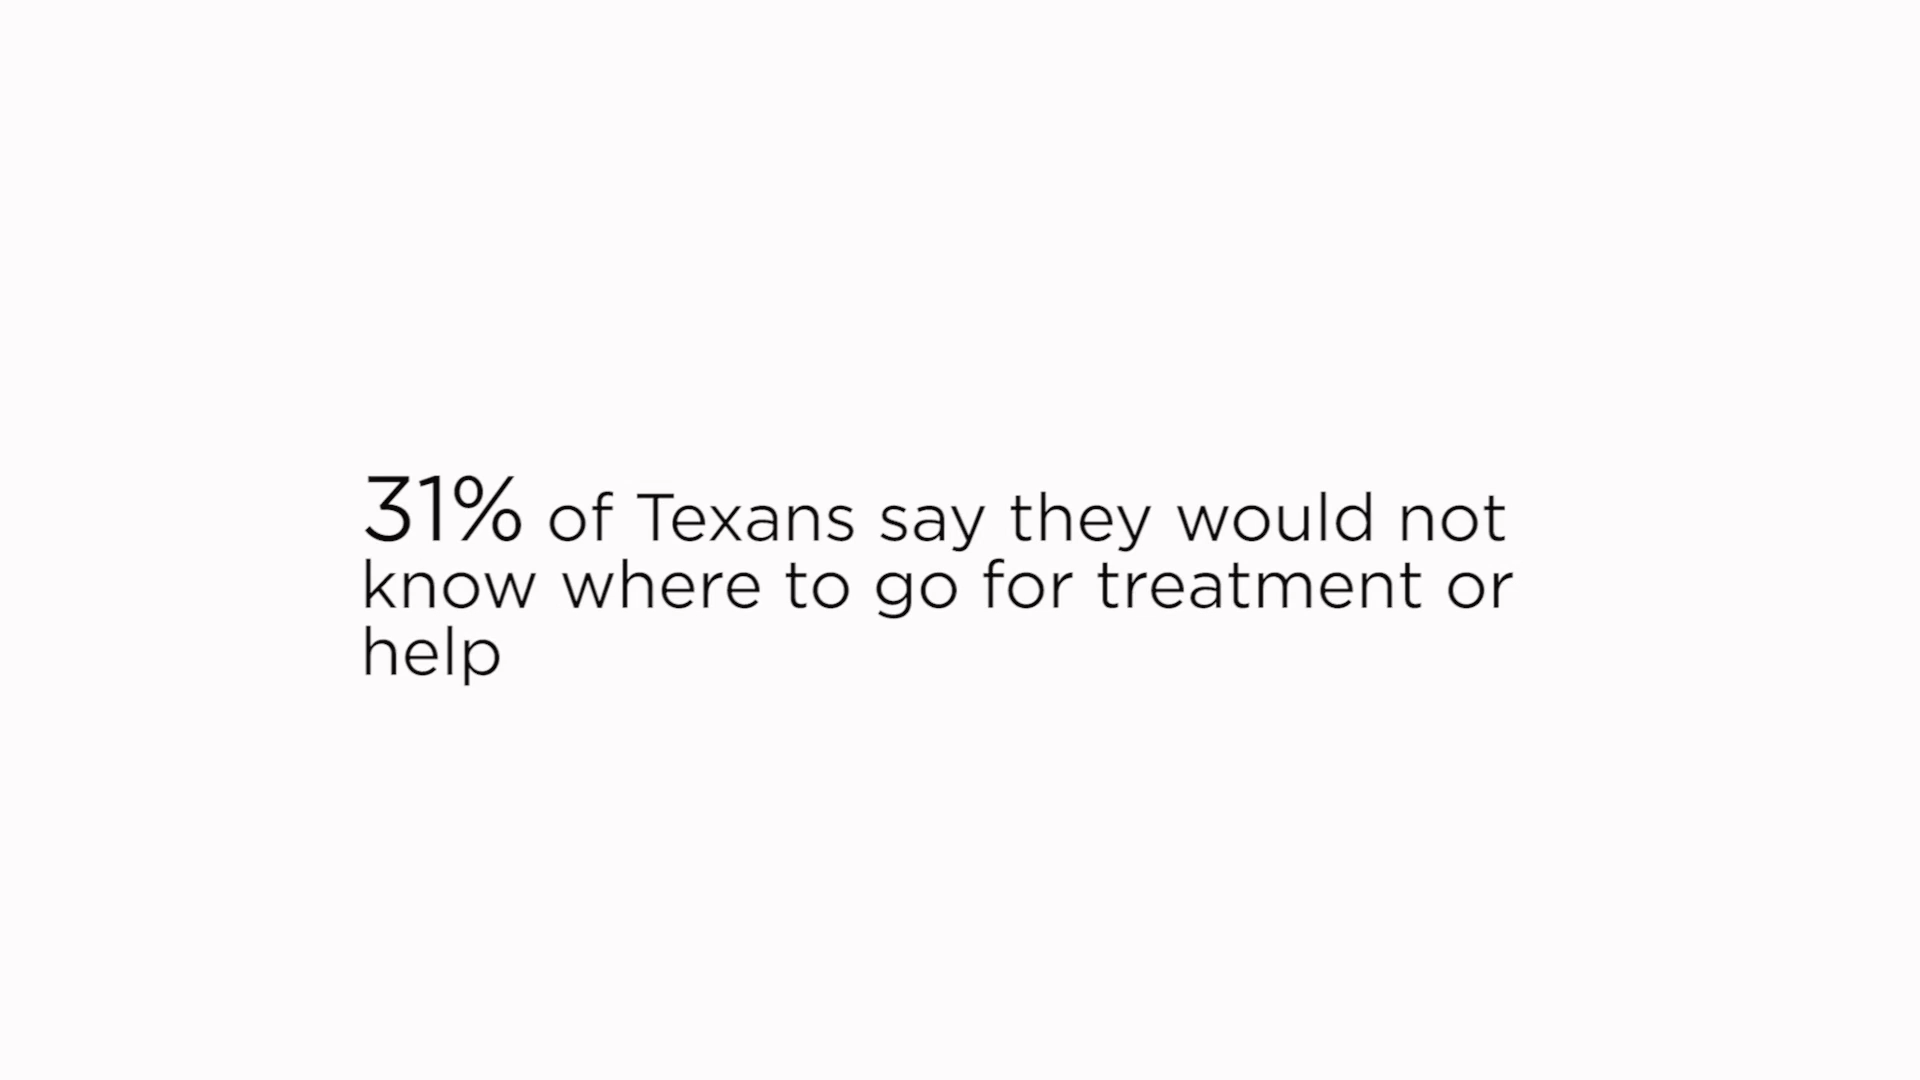 31% of Texans say they would not
know where to go for treatment or
help